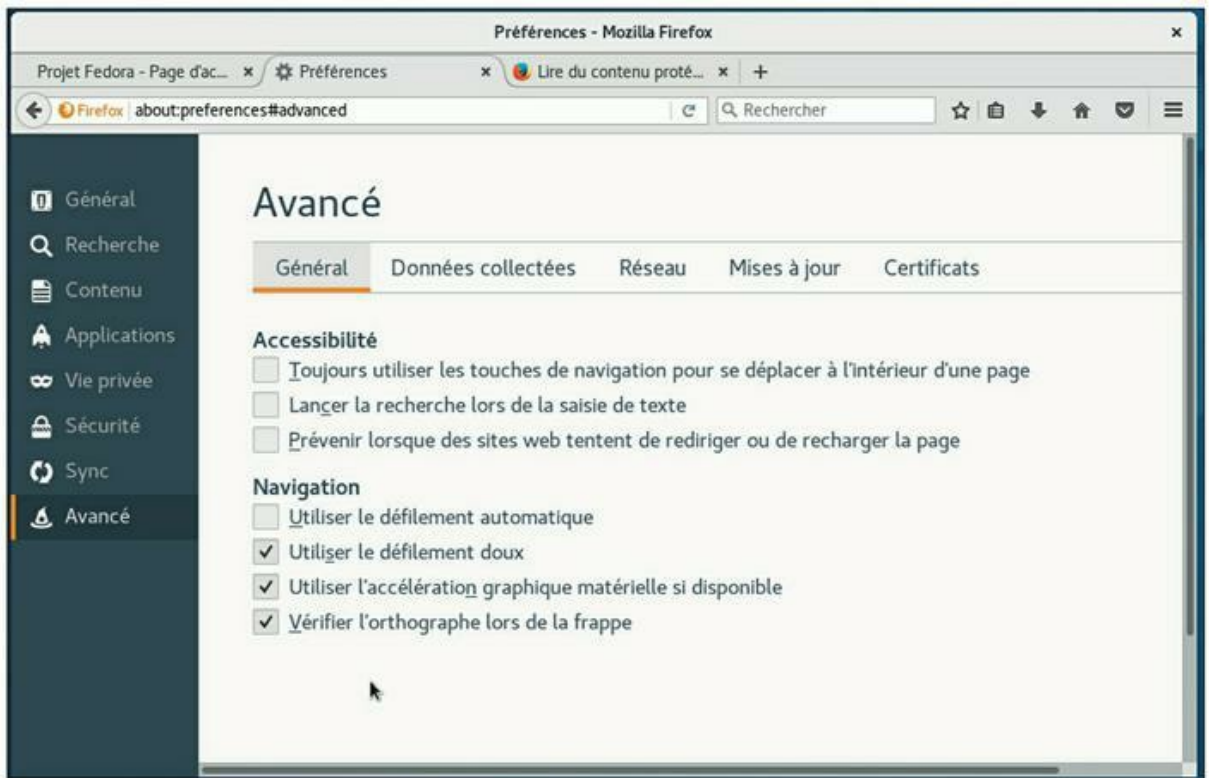 Préférences - Mozilla Firefox
Projet Fedora - Page d'ac... Préférences Lire du contenu proté...
Firefox about:preferences#advanced Rechercher
Général
Recherche
Contenu
Applications
Vie privée
Sécurité
Sync
Avancé
Avancé
Général Données collectées Réseau Mises à jour Certificats
Accessibilité
Toujours utiliser les touches de navigation pour se déplacer à l'intérieur d'une page
Lancer la recherche lors de la saisie de texte
Prévenir lorsque des sites web tentent de rediriger ou de recharger la page
Navigation
Utiliser le défilement automatique
Utiliser le défilement doux
Utiliser l'accélération graphique matérielle si disponible
Vérifier l'orthographe lors de la frappe